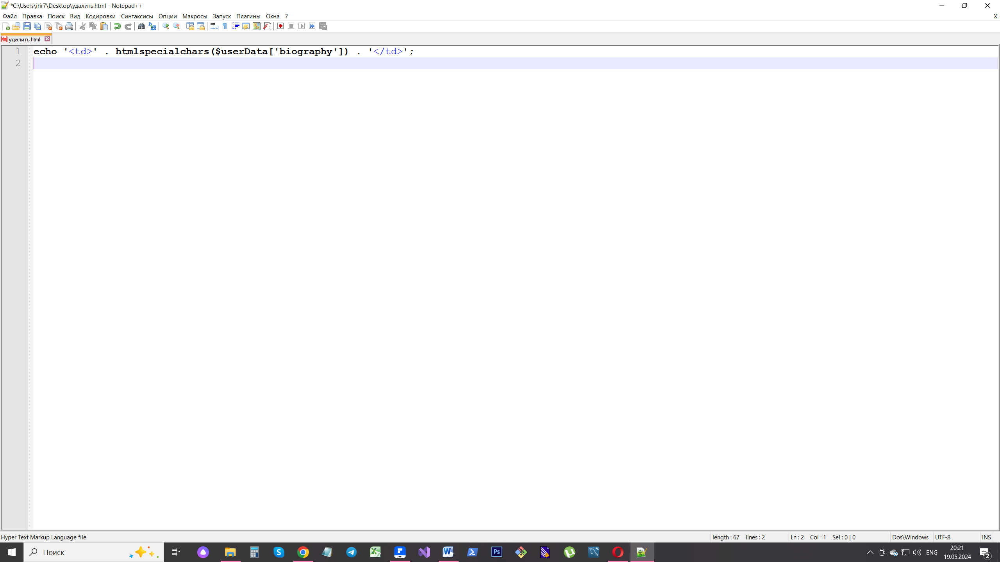 *C:\Users\irir7\Desktop\удалить.html - Notepad++
Файл Правка Поиск Вид Кодировки Синтаксисы Опции Макросы Запуск Плагины Окна ? X
удалить.html
1 echo '<td>' . htmlspecialchars($userData['biography']) . '</td>';
2
Hyper Text Markup Language file length : 67 lines : 2 Ln : 2 Col : 1 Sel : 0 | 0 Dos\Windows UTF-8 INS
Поиск ENG 20:21
19.05.2024
2